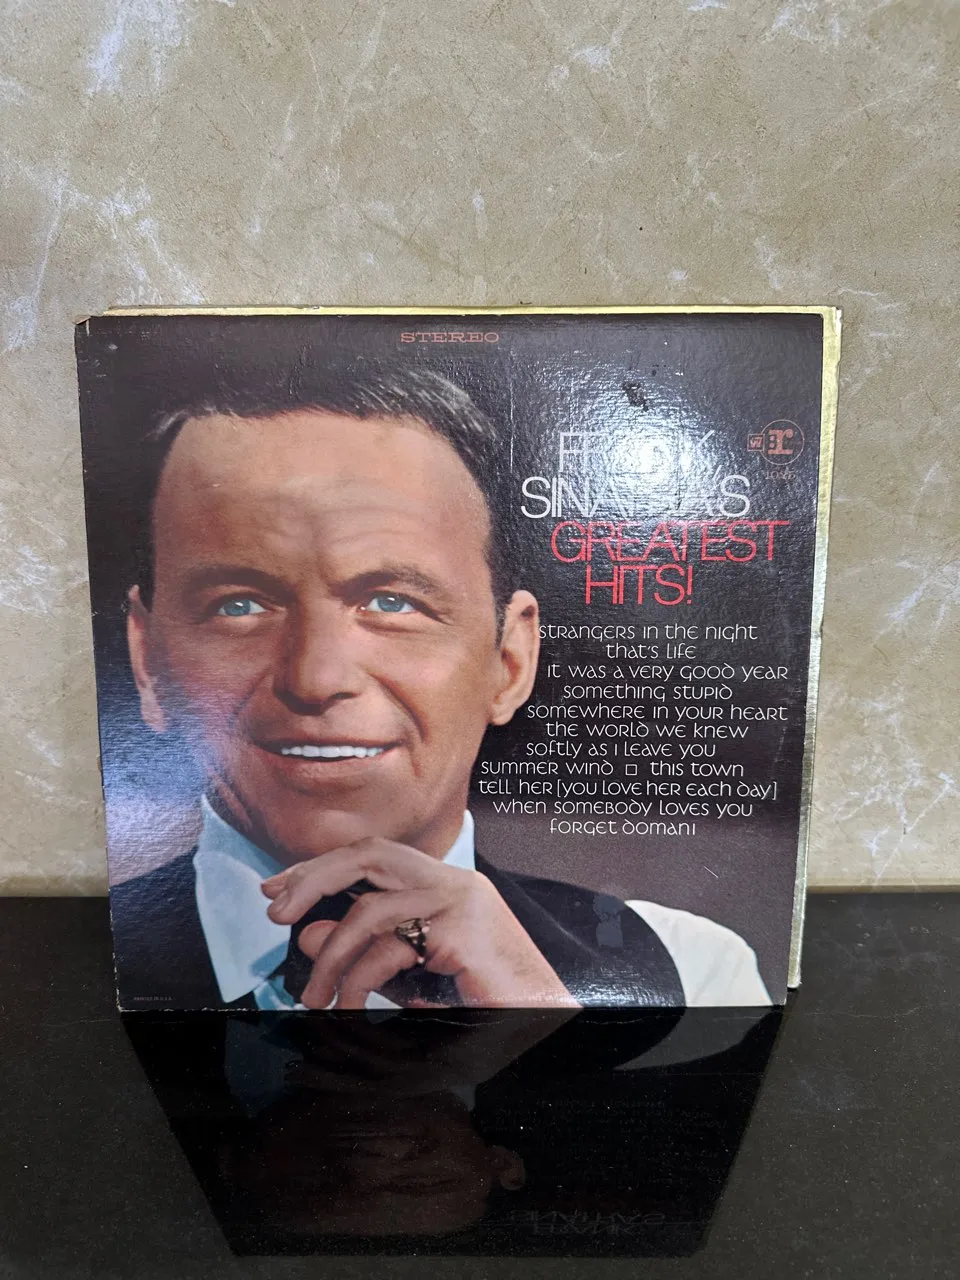 STEREO
FRANK
SINATRA'S
GREATEST
HITS!
strangers in the night
that's life
it was a very good year
something stupid
somewhere in your heart
the world we knew
softly as i leave you
summer wind □ this town
tell her [you love her each day]
when somebody loves you
forget domani
PRINTED IN U.S.A.